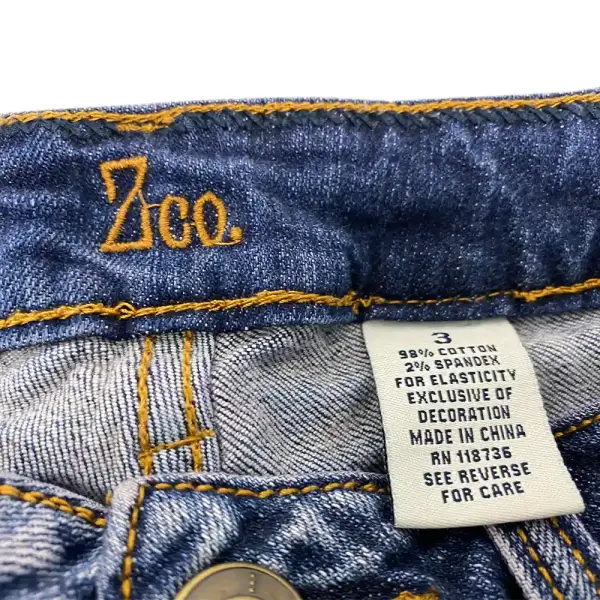 Zco.
3
98% COTTON
2% SPANDEX
FOR ELASTICITY
EXCLUSIVE OF
DECORATION
MADE IN CHINA
RN 118736
SEE REVERSE
FOR CARE